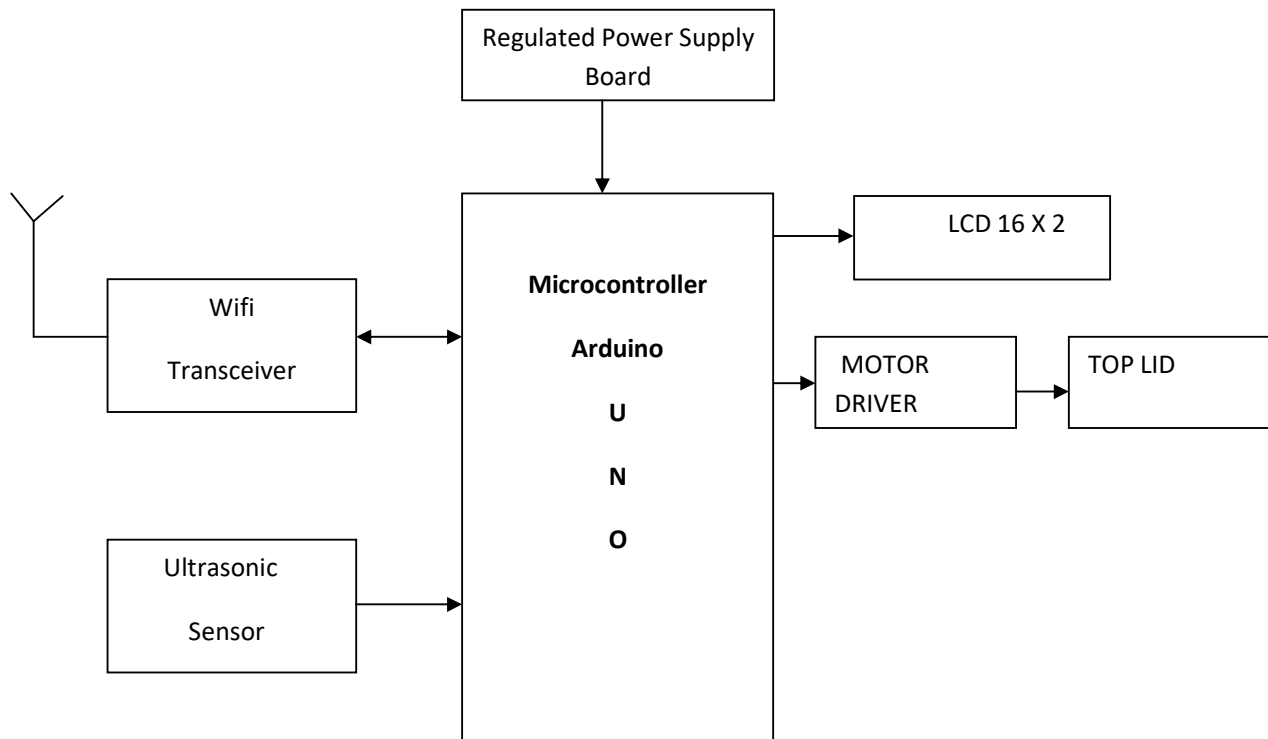 Regulated Power Supply
Board
Wifi
Transceiver
Microcontroller
Arduino
U
N
O
LCD 16 X 2
MOTOR
DRIVER
TOP LID
Ultrasonic
Sensor